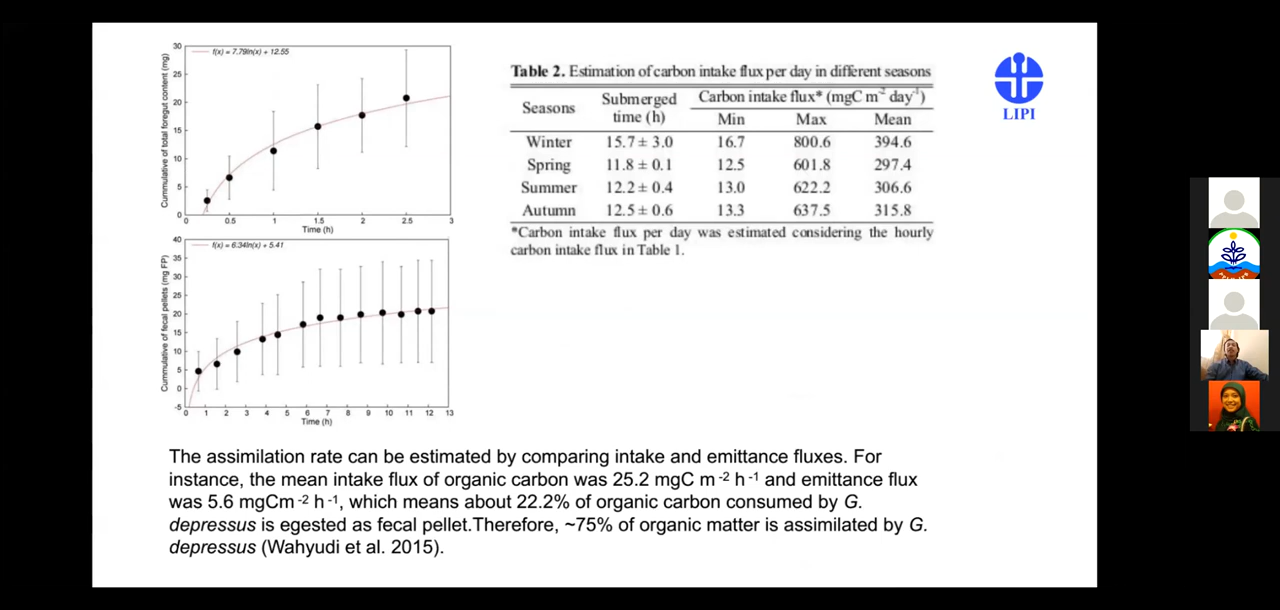 f(x) = 7.79ln(x) + 12.55
Cummulative of total foregut content (mg)
30
25
20
15
10
5
0
0 0.5 1 1.5 2 2.5 3
Time (h)
f(x) = 6.34ln(x) + 5.41
Cummulative of fecal pellets (mg FP)
40
35
30
25
20
15
10
5
0
-5
0 1 2 3 4 5 6 7 8 9 10 11 12 13
Time (h)
Table 2. Estimation of carbon intake flux per day in different seasons
Seasons Submerged time (h) Carbon intake flux* (mgC m⁻² day⁻¹)
Min Max Mean
Winter 15.7 ± 3.0 16.7 800.6 394.6
Spring 11.8 ± 0.1 12.5 601.8 297.4
Summer 12.2 ± 0.4 13.0 622.2 306.6
Autumn 12.5 ± 0.6 13.3 637.5 315.8
*Carbon intake flux per day was estimated considering the hourly
carbon intake flux in Table 1.
LIPI
The assimilation rate can be estimated by comparing intake and emittance fluxes. For
instance, the mean intake flux of organic carbon was 25.2 mgC m -2 h -1 and emittance flux
was 5.6 mgCm -2 h -1, which means about 22.2% of organic carbon consumed by G.
depressus is egested as fecal pellet.Therefore, ~75% of organic matter is assimilated by G.
depressus (Wahyudi et al. 2015).